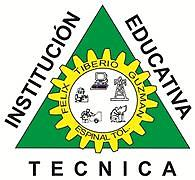 INSTITUCIÓN
EDUCATIVA
FELIX TIBERIO GUZMAN
ESPINAL TOL.
TECNICA